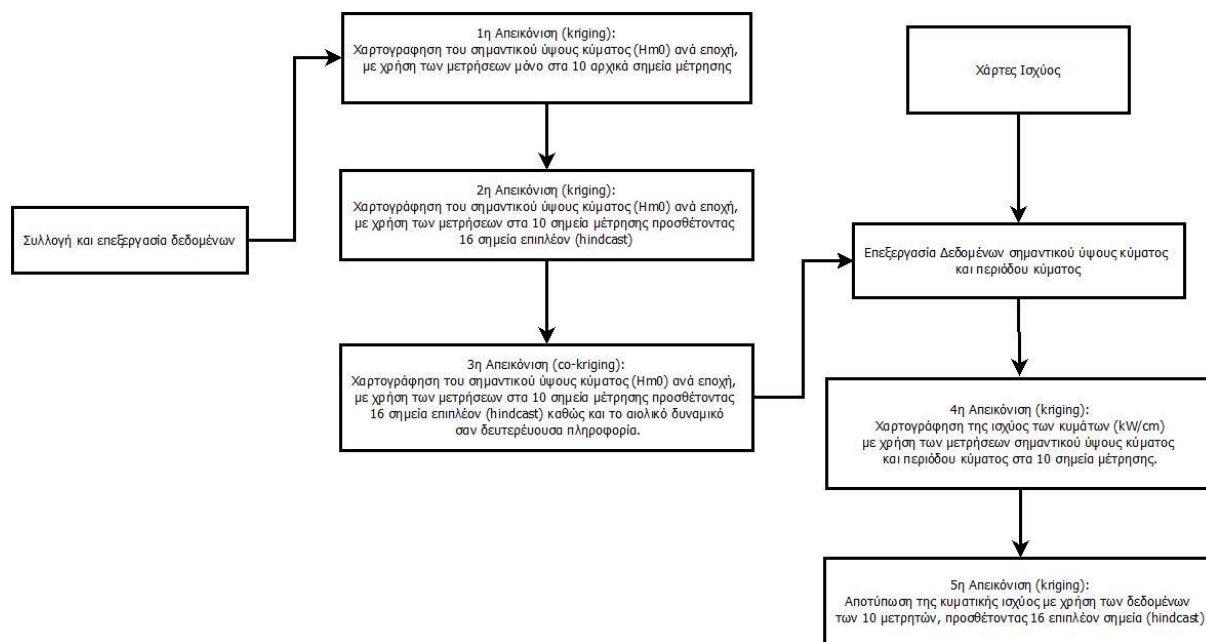 Συλλογή και επεξεργασία δεδομένων
1η Απεικόνιση (kriging):
Χαρτογραφηση του σημαντικού ύψους κύματος (Hm0) ανά εποχή,
με χρήση των μετρήσεων μόνο στα 10 αρχικά σημεία μέτρησης
2η Απεικόνιση (kriging):
Χαρτογράφηση του σημαντικού ύψους κύματος (Hm0) ανά εποχή,
με χρήση των μετρήσεων στα 10 σημεία μέτρησης προσθέτοντας
16 σημεία επιπλέον (hindcast)
3η Απεικόνιση (co-kriging):
Χαρτογράφηση του σημαντικού ύψους κύματος (Hm0) ανά εποχή,
με χρήση των μετρήσεων στα 10 σημεία μέτρησης προσθέτοντας
16 σημεία επιπλέον (hindcast) καθώς και το αιολικό δυναμικό
σαν δευτερέυουσα πληροφορία.
Χάρτες Ισχύος
Επεξεργασία Δεδομένων σημαντικού ύψους κύματος
και περιόδου κύματος
4η Απεικόνιση (kriging):
Χαρτογράφηση της ισχύος των κυμάτων (kW/cm)
με χρήση των μετρήσεων σημαντικού ύψους κύματος
και περιόδου κύματος στα 10 σημεία μέτρησης.
5η Απεικόνιση (kriging):
Αποτύπωση της κυματικής ισχύος με χρήση των δεδομένων
των 10 μετρητών, προσθέτοντας 16 επιπλέον σημεία (hindcast)